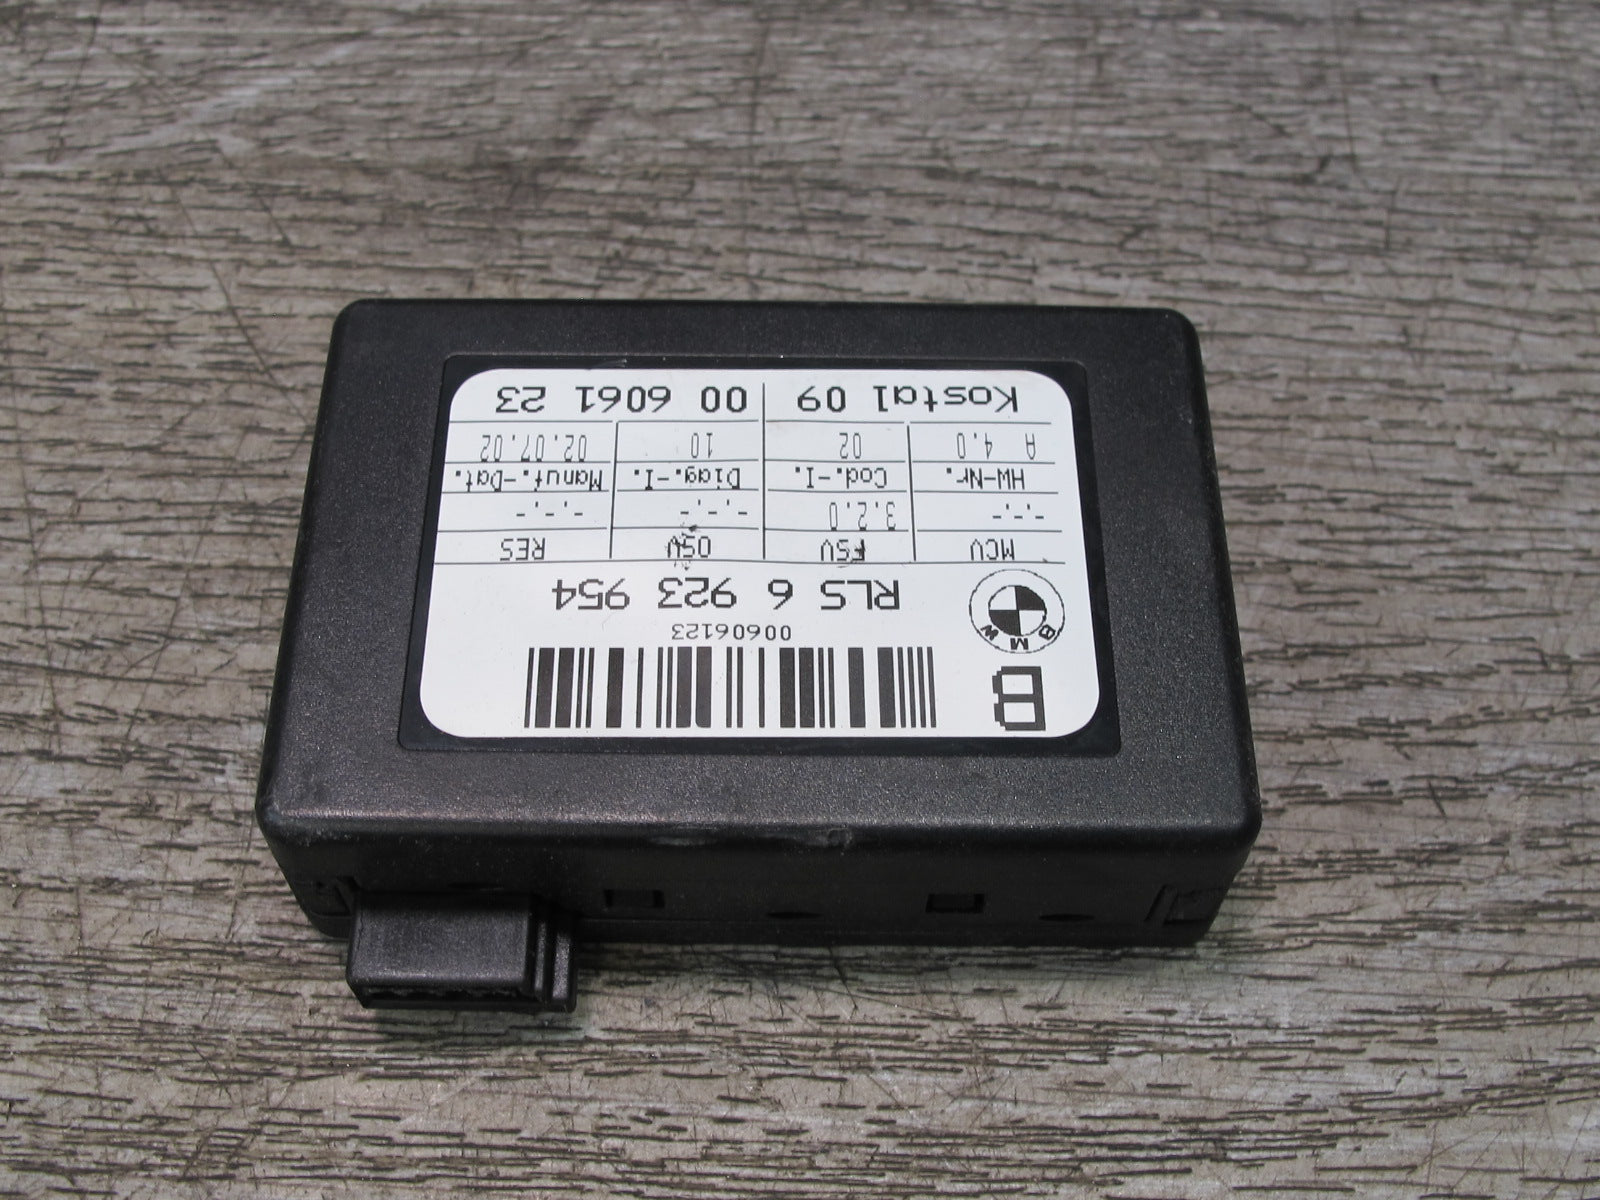 B
00606123
BMW
RLS 6 923 954
MCV FSV OSV RES
-.-.- 3.2.0 -.-.- -.-.-
HW-Nr. Cod.-I. Diag.-I. Manuf.-Dat.
A 4.0 02 10 02.07.02
Kostal 09 00 6061 23